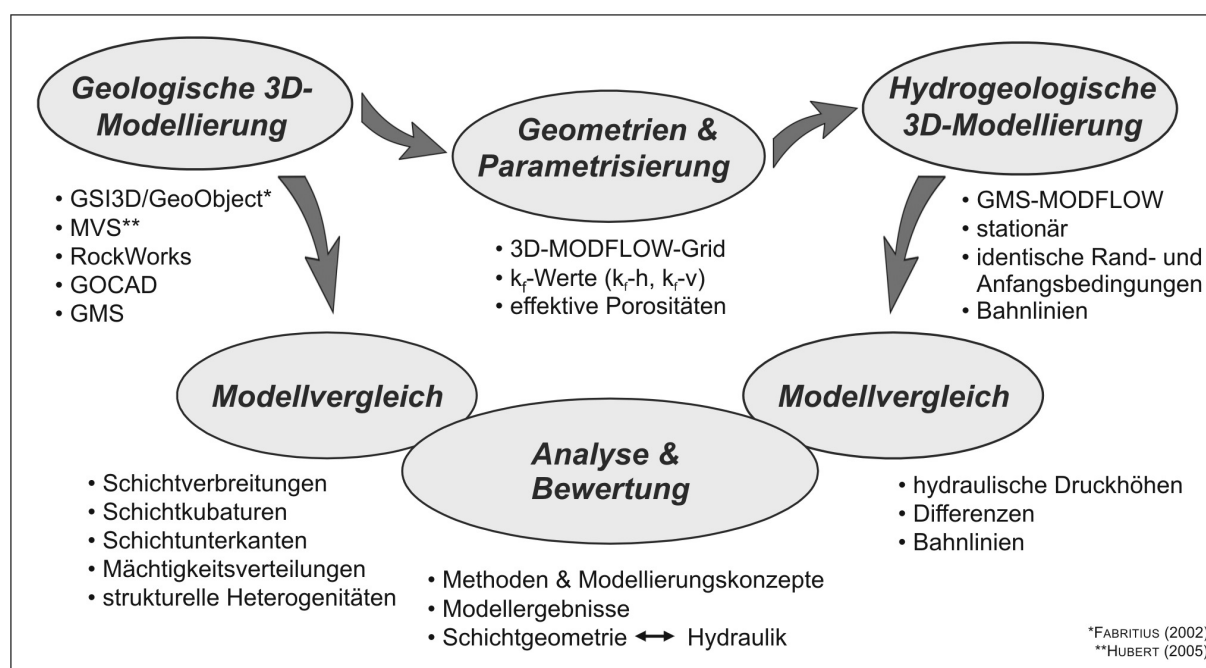 Geologische 3D-
Modellierung
• GSI3D/GeoObject*
• MVS**
• RockWorks
• GOCAD
• GMS
Geometrien &
Parametrisierung
• 3D-MODFLOW-Grid
• kf-Werte (kf-h, kf-v)
• effektive Porositäten
Hydrogeologische
3D-Modellierung
• GMS-MODFLOW
• stationär
• identische Rand- und
Anfangsbedingungen
• Bahnlinien
Modellvergleich
• Schichtverbreitungen
• Schichtkubaturen
• Schichtunterkanten
• Mächtigkeitsverteilungen
• strukturelle Heterogenitäten
Analyse &
Bewertung
• Methoden & Modellierungskonzepte
• Modellergebnisse
• Schichtgeometrie ↔ Hydraulik
Modellvergleich
• hydraulische Druckhöhen
• Differenzen
• Bahnlinien
*FABRITIUS (2002)
**HUBERT (2005)